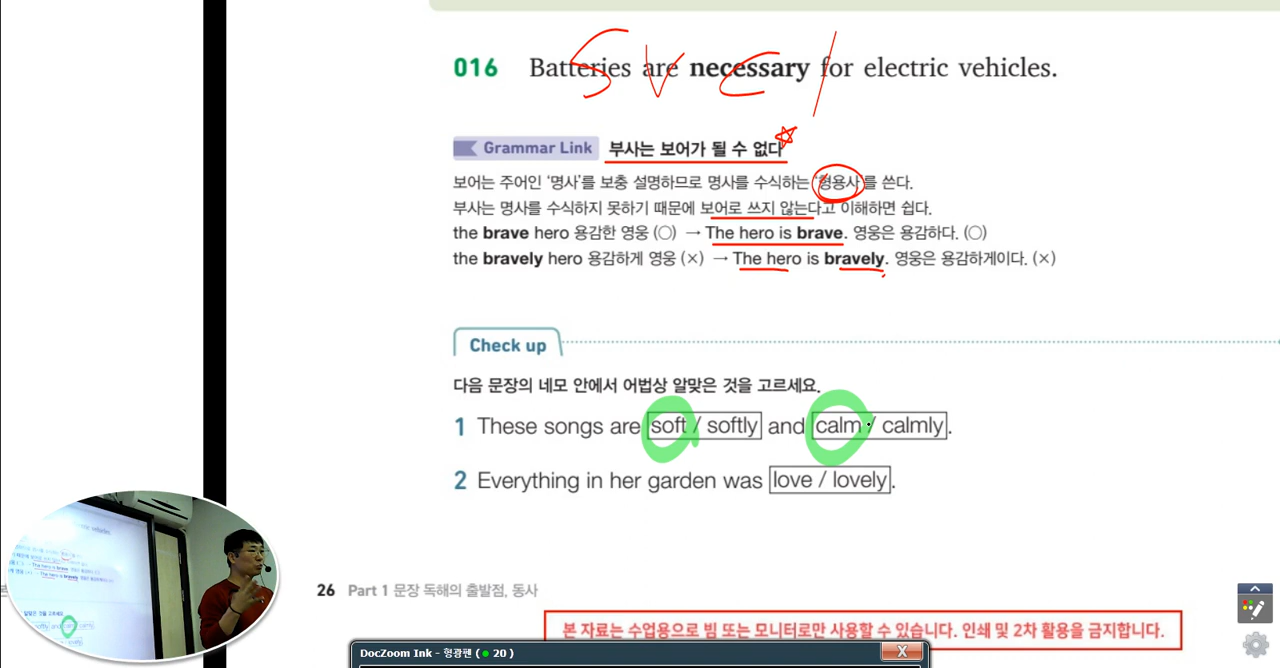 016 Batteries are necessary for electric vehicles.
S V C /
Grammar Link 부사는 보어가 될 수 없다
보어는 주어인 ‘명사’를 보충 설명하므로 명사를 수식하는 ‘형용사’를 쓴다.
부사는 명사를 수식하지 못하기 때문에 보어로 쓰지 않는다고 이해하면 쉽다.
the brave hero 용감한 영웅 (○) → The hero is brave. 영웅은 용감하다. (○)
the bravely hero 용감하게 영웅 (×) → The hero is bravely. 영웅은 용감하게이다. (×)
Check up
다음 문장의 네모 안에서 어법상 알맞은 것을 고르세요.
1 These songs are soft / softly and calm / calmly.
2 Everything in her garden was love / lovely.
26 Part 1 문장 독해의 출발점, 동사
본 자료는 수업용으로 빔 또는 모니터로만 사용할 수 있습니다. 인쇄 및 2차 활용을 금지합니다.
DocZoom Ink - 형광펜 ( 20 )